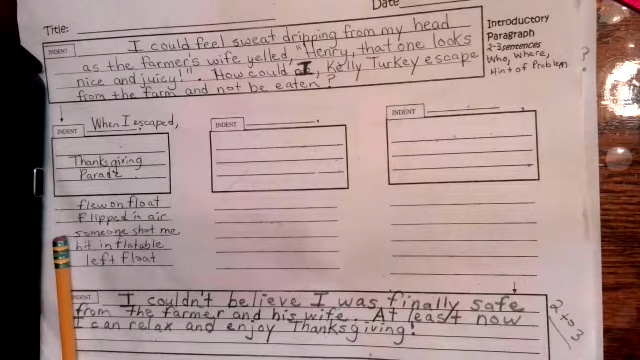 Title:
Date
INDENT
I could feel sweat dripping from my head
as the farmer's wife yelled, "Henry, that one looks
nice and juicy!". How could I, Kelly Turkey escape
from the farm and not be eaten?
Introductory
Paragraph
2-3 sentences
Who, Where,
Hint of Problem
?
INDENT
When I escaped,
Thanksgiving
Parade
flew on float
Flipped in air
someone shot me
hit inflatable
left float
INDENT
,
INDENT
,
INDENT
I couldn't believe I was finally safe
from the farmer and his wife. At least now
I can relax and enjoy Thanksgiving!
2 to 3